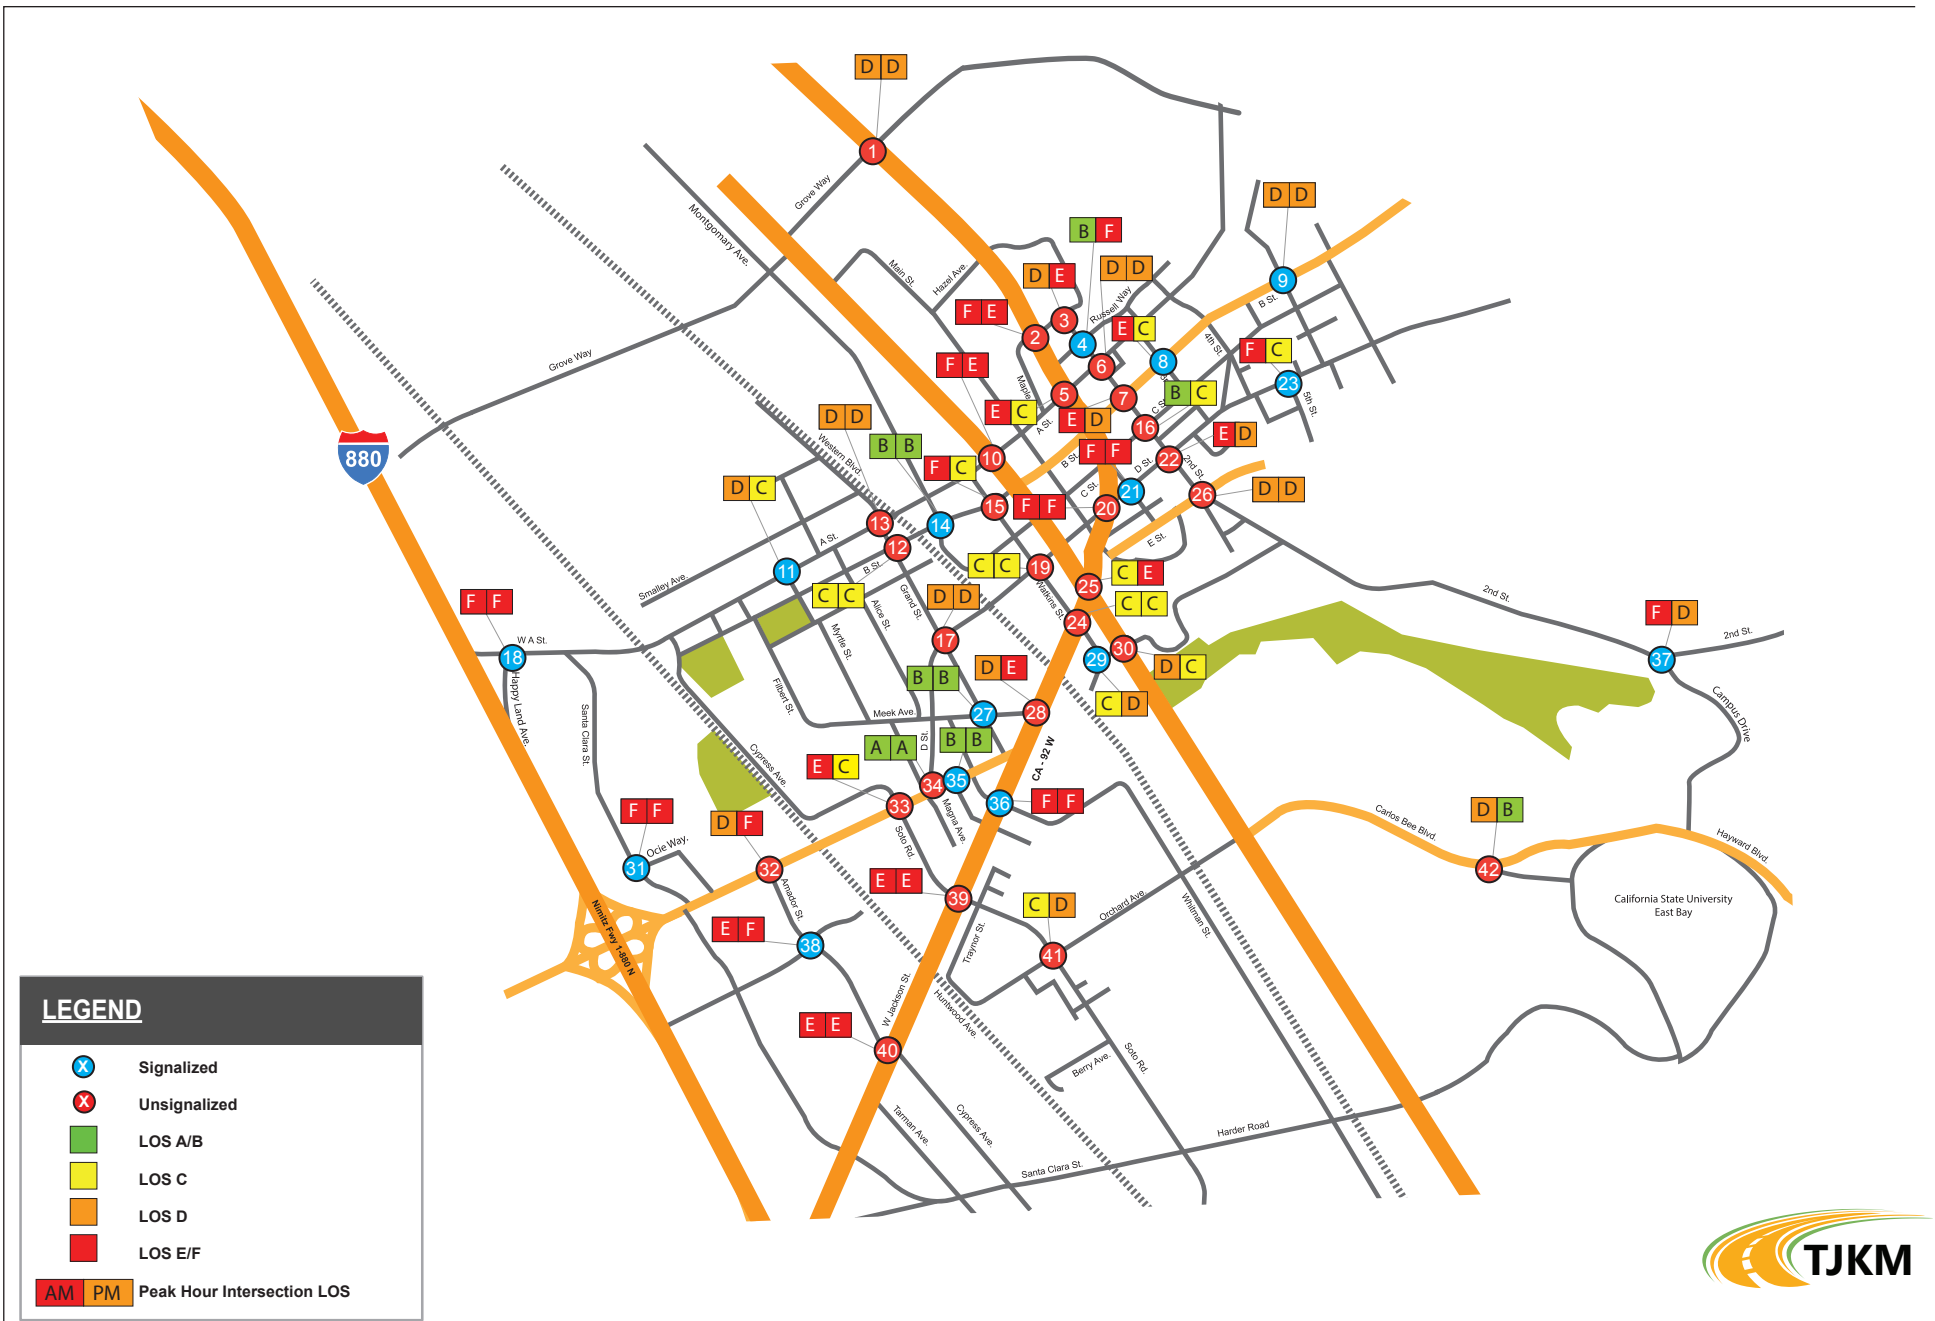 D D
1
Grove Way
Montgomary Ave.
D D
B F
9
B St.
Main St.
Hazel Ave.
D E
D D
Russell Way
F E
3
2
4
E C
4th St.
6
8
F C
23
5th St.
Grove Way
F E
Maple
5
7
B C
C St.
E C
A St.
E D
16
D D
Western Blvd.
B B
E D
880
10
B St.
F F
D St.
22
2nd St.
F C
D C
C St.
21
26
D D
15
F F
20
13
14
E St.
A St.
12
11
B St.
C C
19
25
C E
Smalley Ave.
C C
Alice St.
Grand St.
D D
Watkins St.
C C
2nd St.
F F
24
F D
2nd St.
W A St.
18
Myrtle St.
17
30
29
D C
37
Happy Land Ave.
Filbert St.
B B
D E
C D
Campus Drive
Santa Clara St.
Meek Ave.
27
28
D St.
A A
B B
CA - 92 W
Cypress Ave.
E C
34
35
36
F F
F F
D F
33
Magna Ave.
Carlos Bee Blvd.
D B
Hayward Blvd.
Ocie Way.
Soto Rd.
31
32
42
Amador St.
E E
39
C D
Orchard Ave.
Whitman St.
California State University
East Bay
Nimitz Fwy 1-880 N
E F
38
Traynor St.
41
W Jackson St.
Huntwood Ave.
E E
40
Soto Rd.
Berry Ave.
Tarman Ave.
Cypress Ave.
Harder Road
Santa Clara St.
LEGEND
X Signalized
X Unsignalized
LOS A/B
LOS C
LOS D
LOS E/F
AM PM Peak Hour Intersection LOS
TJKM